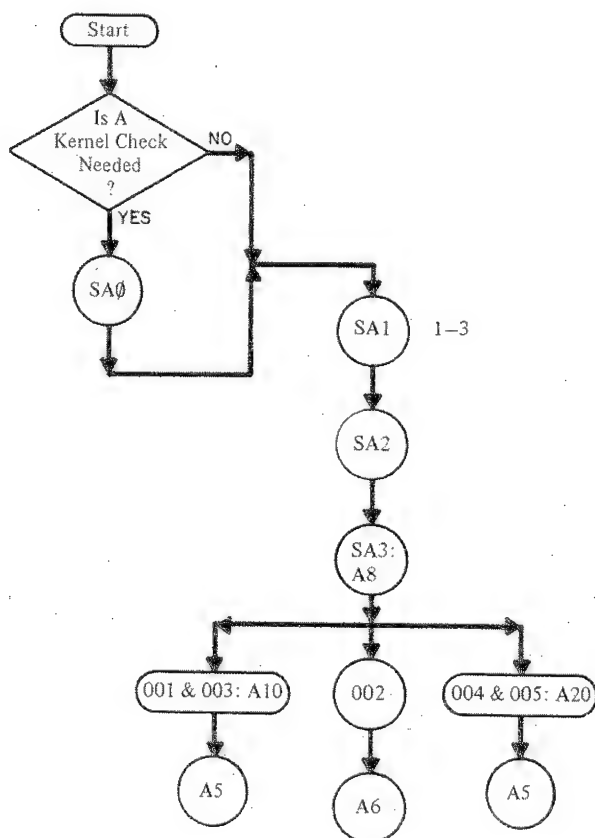 Start
Is A
Kernel Check
Needed
?
NO
YES
SAØ
SA1 1–3
SA2
SA3:
A8
001 & 003: A10
002
004 & 005: A20
A5
A6
A5